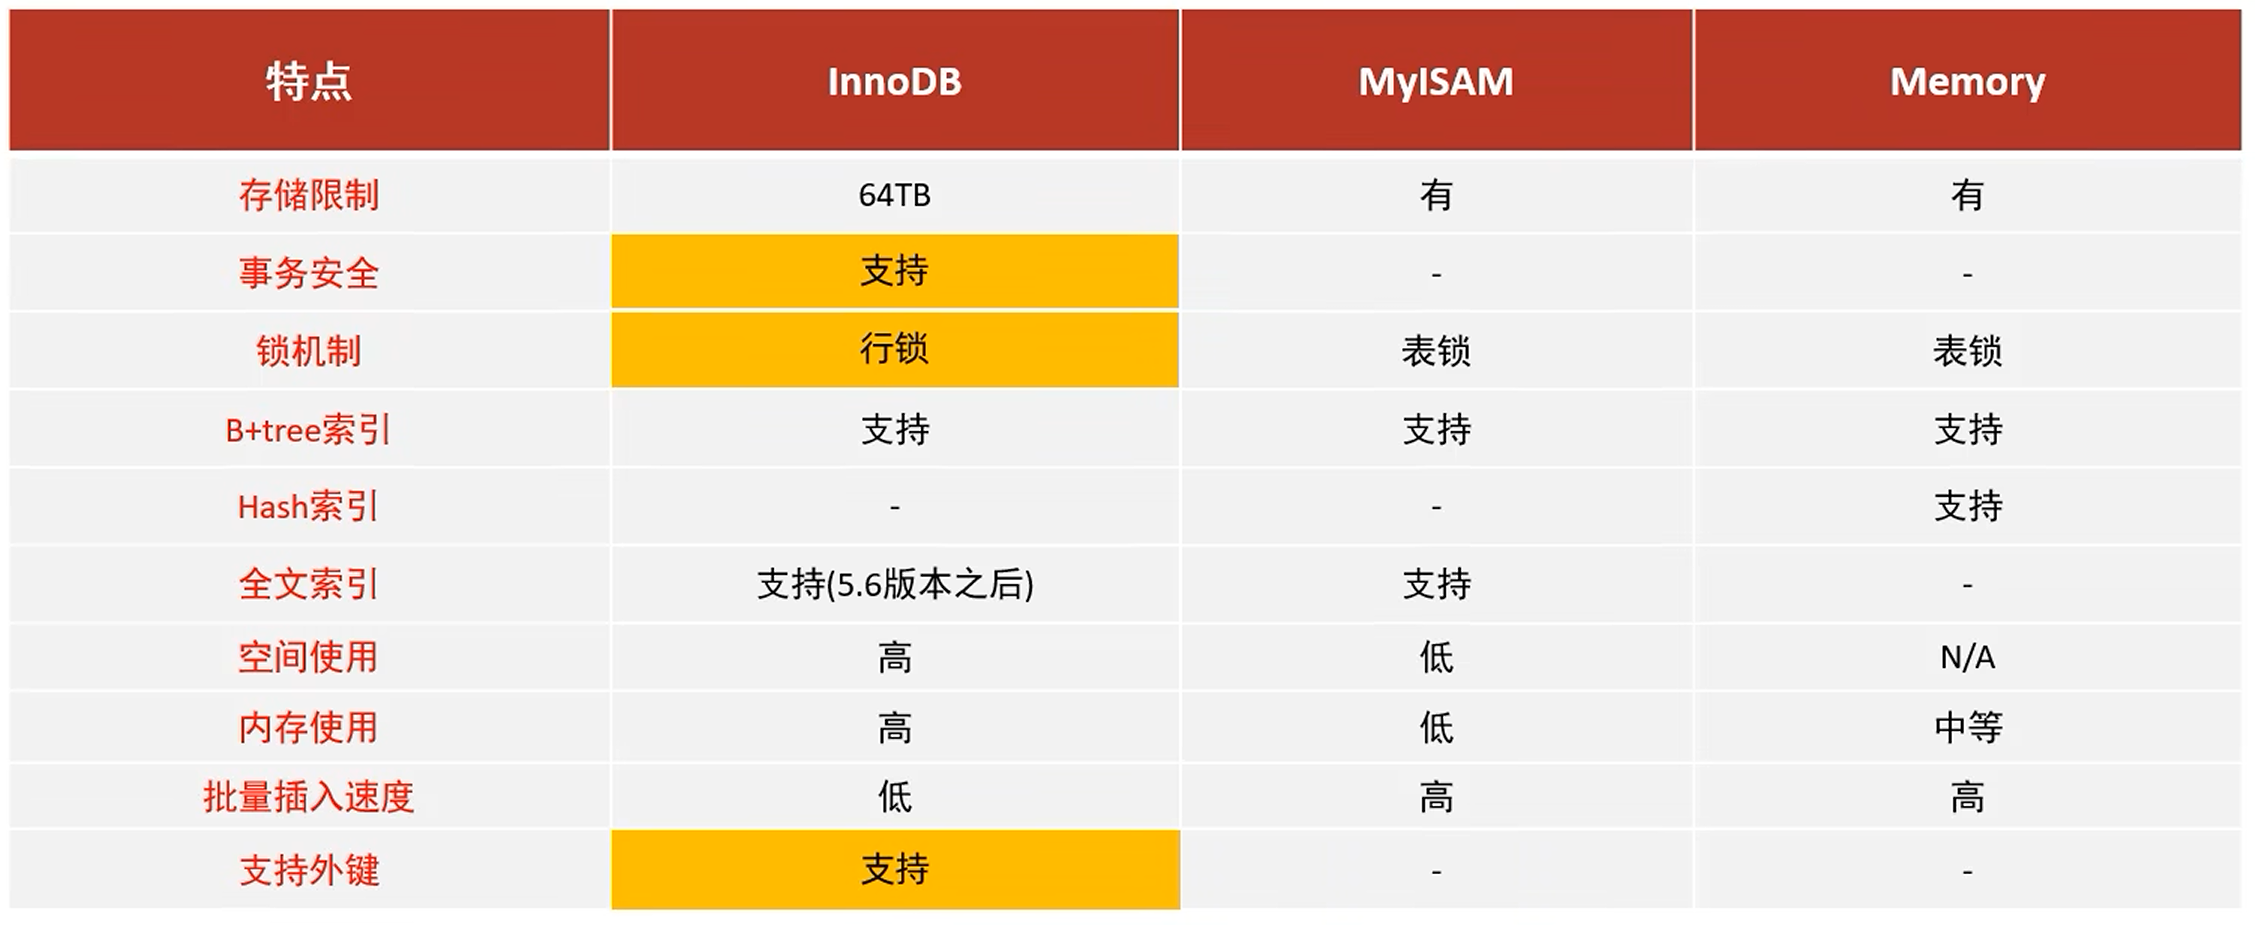 特点 InnoDB MyISAM Memory
存储限制 64TB 有 有
事务安全 支持 - -
锁机制 行锁 表锁 表锁
B+tree索引 支持 支持 支持
Hash索引 - - 支持
全文索引 支持(5.6版本之后) 支持 -
空间使用 高 低 N/A
内存使用 高 低 中等
批量插入速度 低 高 高
支持外键 支持 - -